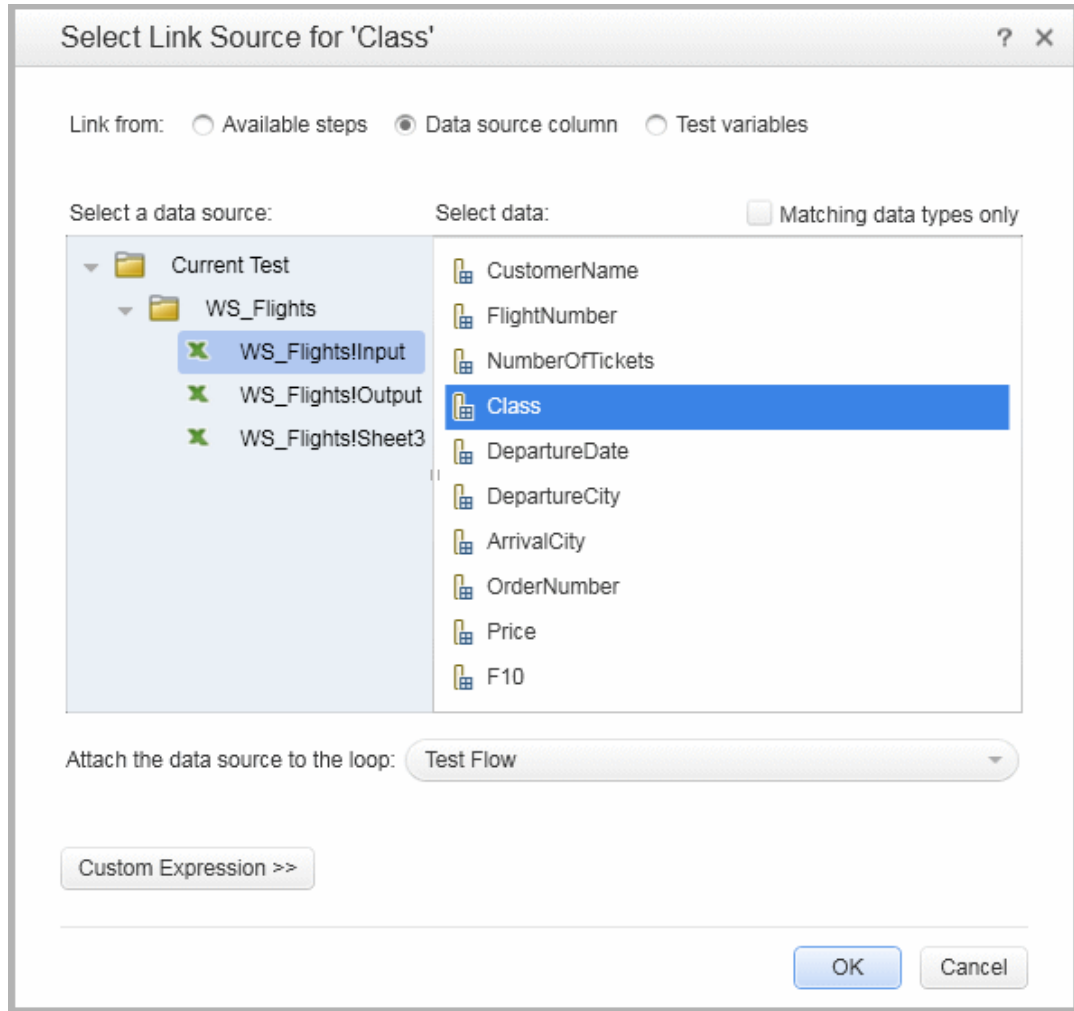 Select Link Source for 'Class'
Link from: Available steps Data source column Test variables
Select a data source: Select data: Matching data types only
Current Test
WS_Flights
WS_Flights!Input
WS_Flights!Output
WS_Flights!Sheet3
CustomerName
FlightNumber
NumberOfTickets
Class
DepartureDate
DepartureCity
ArrivalCity
OrderNumber
Price
F10
Attach the data source to the loop: Test Flow
Custom Expression >>
OK Cancel